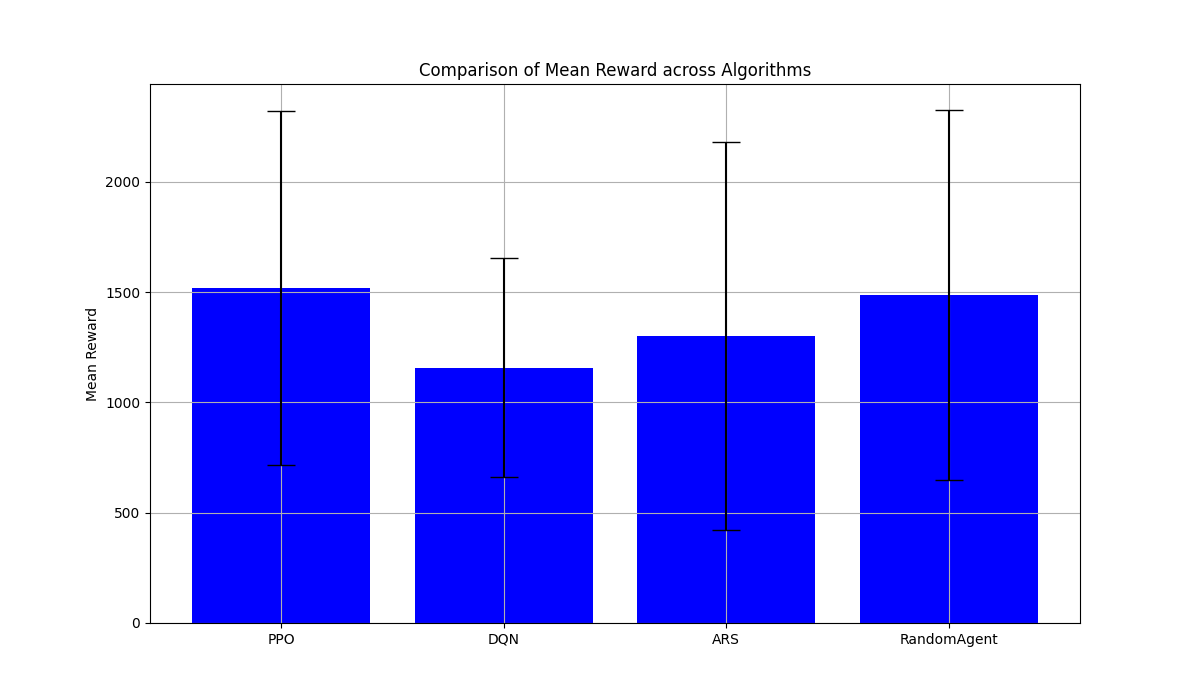 Comparison of Mean Reward across Algorithms
Mean Reward
2000
1500
1000
500
0
PPO
DQN
ARS
RandomAgent